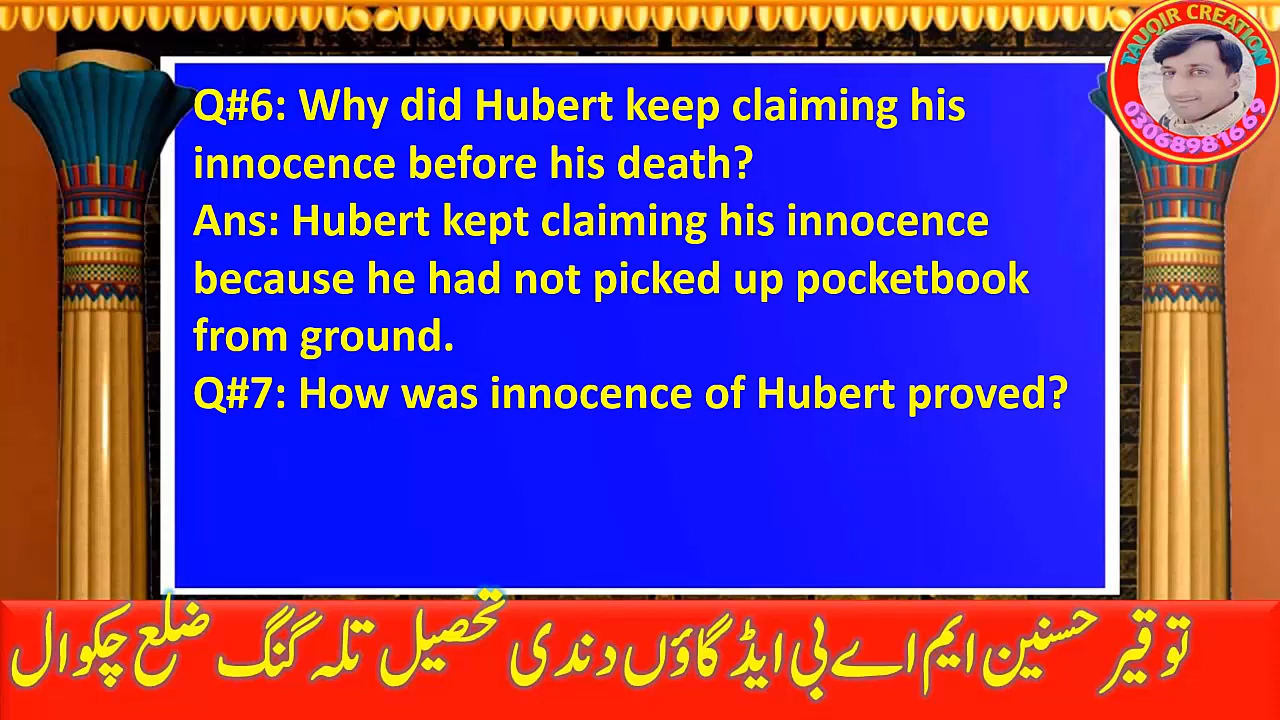 TAUQIR CREATION
03068981669
Q#6: Why did Hubert keep claiming his
innocence before his death?
Ans: Hubert kept claiming his innocence
because he had not picked up pocketbook
from ground.
Q#7: How was innocence of Hubert proved?
توقیر حسنین ایم اے بی ایڈ گاؤں دندی تحصیل تلہ گنگ ضلع چکوال